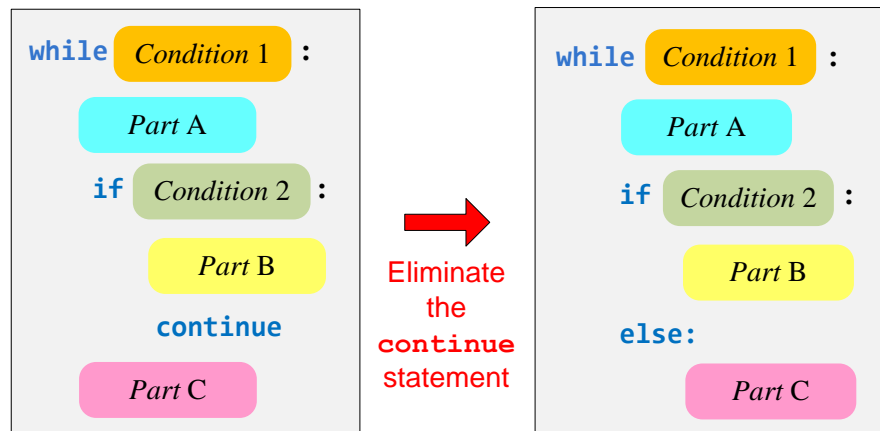 while Condition 1 :
Part A
if Condition 2 :
Part B
continue
Part C
Eliminate
the
continue
statement
while Condition 1 :
Part A
if Condition 2 :
Part B
else:
Part C